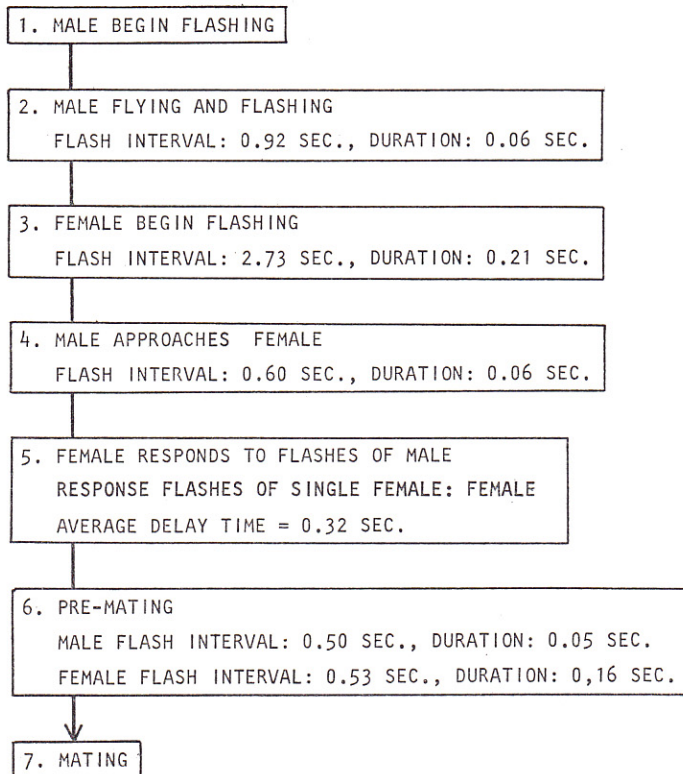 1. MALE BEGIN FLASHING
2. MALE FLYING AND FLASHING
FLASH INTERVAL: 0.92 SEC., DURATION: 0.06 SEC.
3. FEMALE BEGIN FLASHING
FLASH INTERVAL: 2.73 SEC., DURATION: 0.21 SEC.
4. MALE APPROACHES FEMALE
FLASH INTERVAL: 0.60 SEC., DURATION: 0.06 SEC.
5. FEMALE RESPONDS TO FLASHES OF MALE
RESPONSE FLASHES OF SINGLE FEMALE: FEMALE
AVERAGE DELAY TIME = 0.32 SEC.
6. PRE-MATING
MALE FLASH INTERVAL: 0.50 SEC., DURATION: 0.05 SEC.
FEMALE FLASH INTERVAL: 0.53 SEC., DURATION: 0,16 SEC.
7. MATING